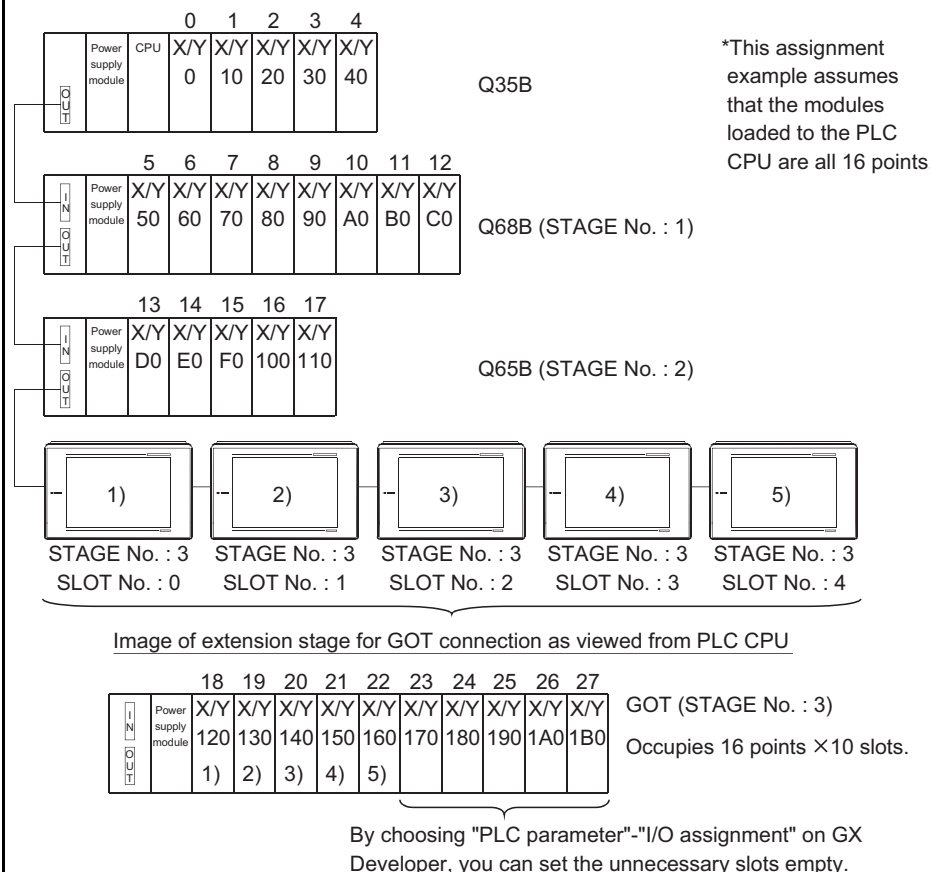 0 1 2 3 4
Power supply module CPU X/Y X/Y X/Y X/Y X/Y
0 10 20 30 40
OUT
Q35B
*This assignment
example assumes
that the modules
loaded to the PLC
CPU are all 16 points
5 6 7 8 9 10 11 12
IN
Power supply module X/Y X/Y X/Y X/Y X/Y X/Y X/Y X/Y
50 60 70 80 90 A0 B0 C0
OUT
Q68B (STAGE No. : 1)
13 14 15 16 17
IN
Power supply module X/Y X/Y X/Y X/Y X/Y
D0 E0 F0 100 110
OUT
Q65B (STAGE No. : 2)
1) 2) 3) 4) 5)
STAGE No. : 3 STAGE No. : 3 STAGE No. : 3 STAGE No. : 3 STAGE No. : 3
SLOT No. : 0 SLOT No. : 1 SLOT No. : 2 SLOT No. : 3 SLOT No. : 4
Image of extension stage for GOT connection as viewed from PLC CPU
18 19 20 21 22 23 24 25 26 27
IN
Power supply module X/Y X/Y X/Y X/Y X/Y X/Y X/Y X/Y X/Y X/Y
120 130 140 150 160 170 180 190 1A0 1B0
1) 2) 3) 4) 5)
OUT
GOT (STAGE No. : 3)
Occupies 16 points ×10 slots.
By choosing "PLC parameter"-"I/O assignment" on GX
Developer, you can set the unnecessary slots empty.